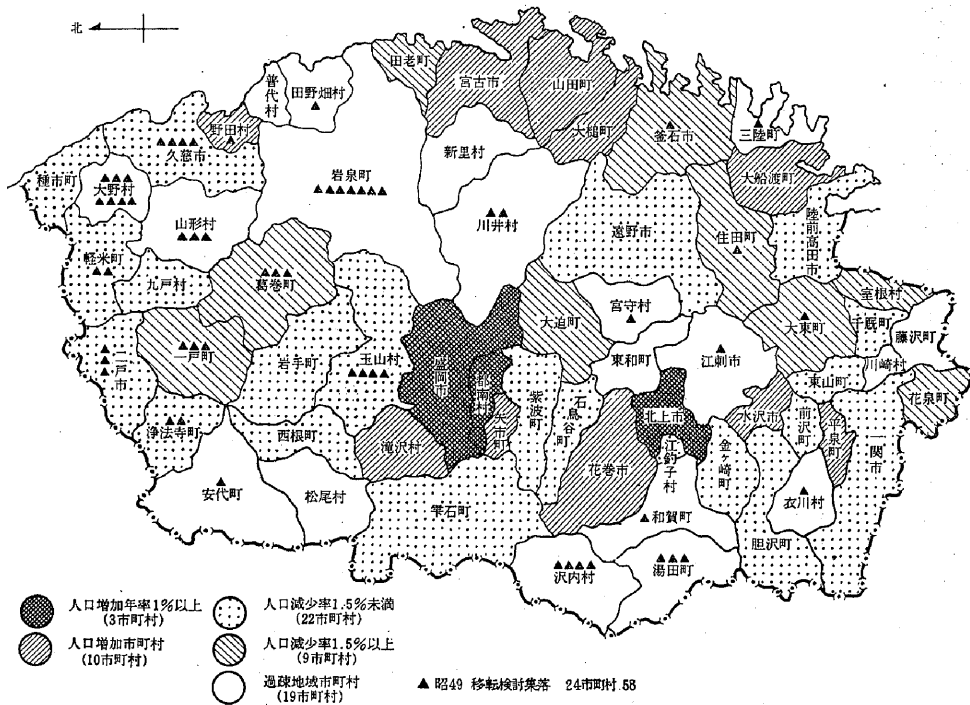 北
田老町
宮古市
山田町
大槌町
釜石市
三陸町
▲
大船渡町
普代村
田野畑村
▲
野田村
▲
▲▲▲▲
久慈市
種市町
▲▲▲
大野村
▲▲▲▲
岩泉町
▲▲▲▲▲▲▲
新里村
▲▲
川井村
遠野市
住田町
▲
陸前高田市
山形村
▲▲▲
軽米町
▲▲
九戸村
▲▲▲
葛巻町
宮守村
▲
大迫町
室根村
▲
大東町
千厩町
藤沢村
川崎村
▲▲▲
一戸町
岩手町
玉山村
▲▲▲▲
盛岡市
都南村
東和町
▲
江刺市
東山町
花泉町
二戸市
▲▲▲
▲▲
浄法寺町
西根町
滝沢村
矢巾町
紫波町
石鳥谷町
北上市
江釣子村
水沢市
前沢町
平泉町
一関市
花巻市
金ヶ崎町
▲
衣川村
▲
安代町
松尾村
雫石町
▲和賀町
胆沢町
▲▲▲▲
沢内村
▲▲▲
湯田町
人口増加年率1%以上
(3市町村)
人口減少率1.5%未満
(22市町村)
人口増加市町村
(10市町村)
人口減少率1.5%以上
(9市町村)
過疎地域市町村
(19市町村)
▲ 昭49 移転検討集落 24市町村.58